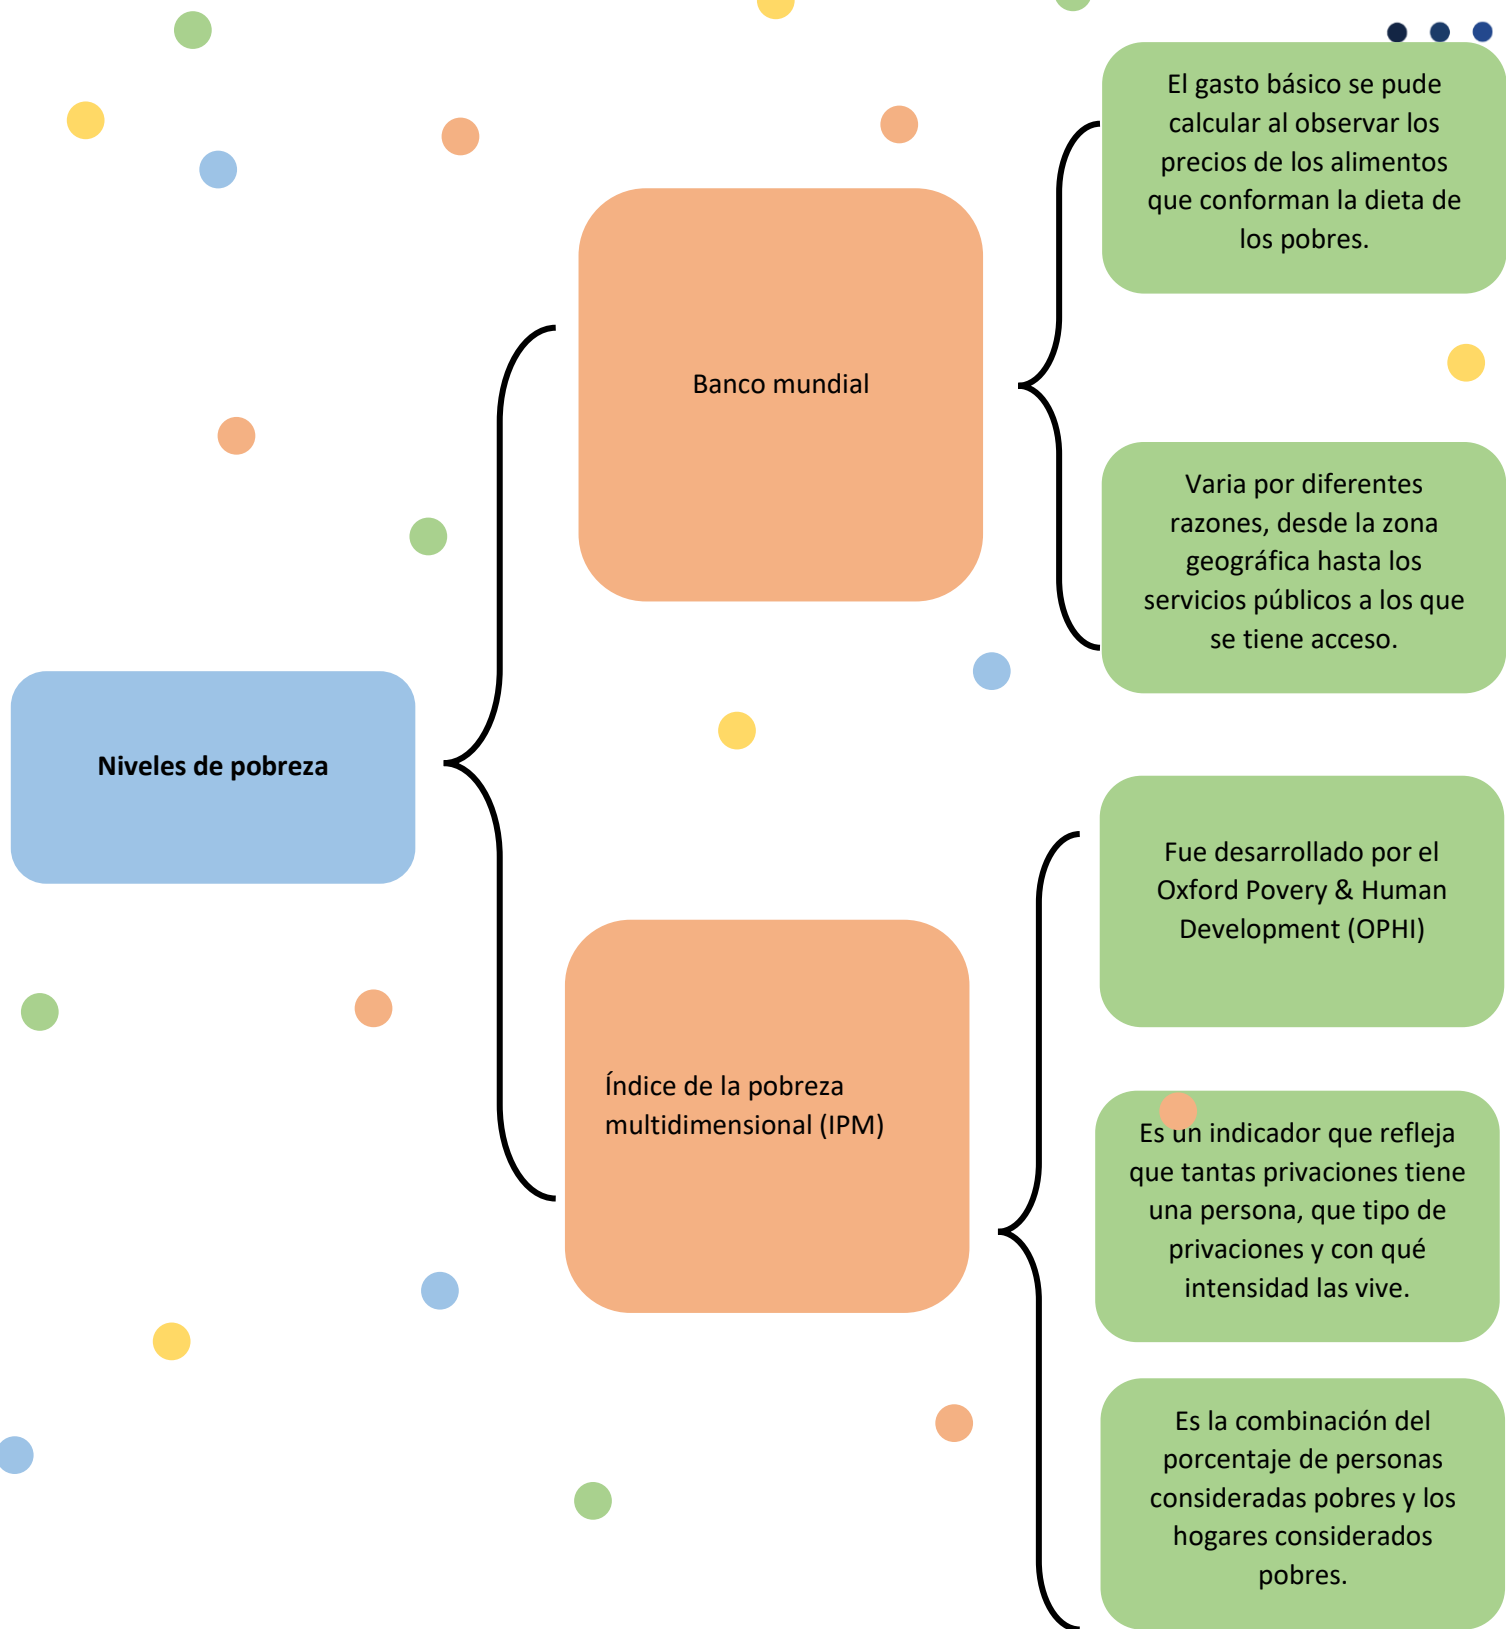 Niveles de pobreza
Banco mundial
El gasto básico se pude
calcular al observar los
precios de los alimentos
que conforman la dieta de
los pobres.
Varia por diferentes
razones, desde la zona
geográfica hasta los
servicios públicos a los que
se tiene acceso.
Índice de la pobreza
multidimensional (IPM)
Fue desarrollado por el
Oxford Povery & Human
Development (OPHI)
Es un indicador que refleja
que tantas privaciones tiene
una persona, que tipo de
privaciones y con qué
intensidad las vive.
Es la combinación del
porcentaje de personas
consideradas pobres y los
hogares considerados
pobres.